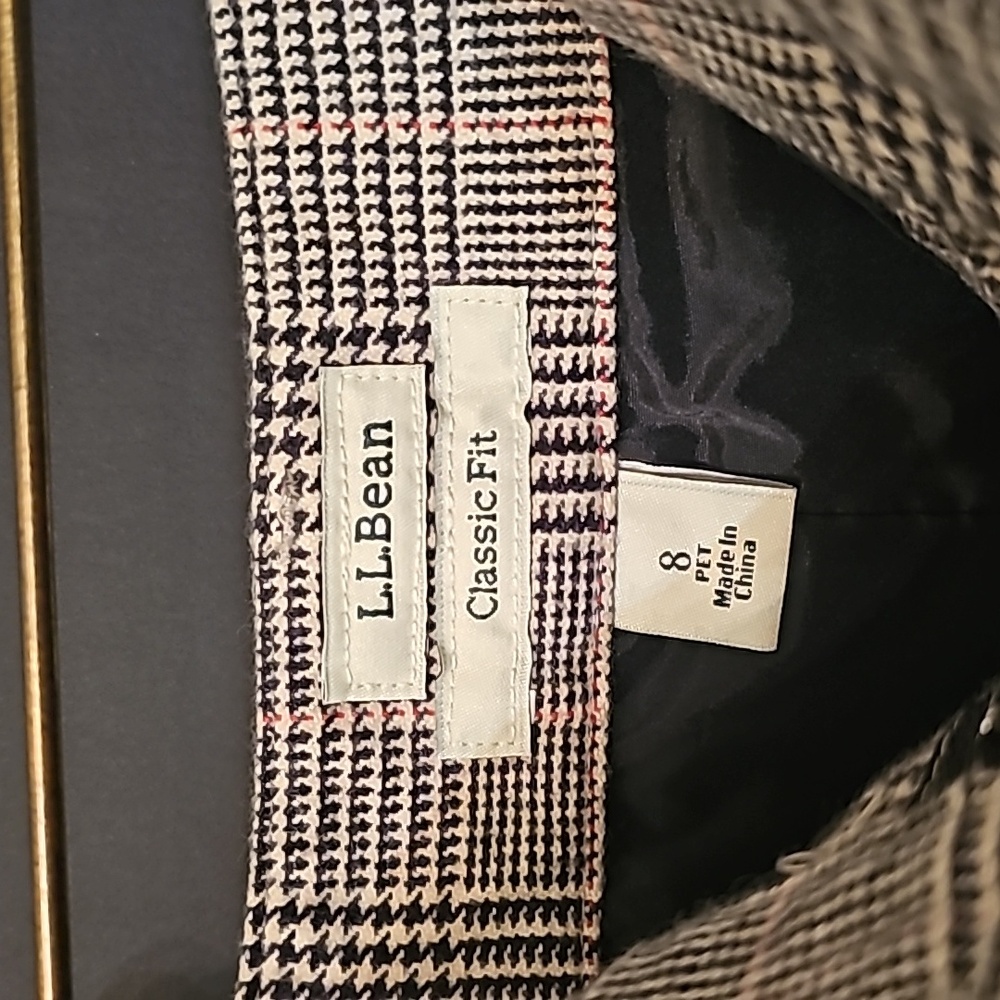 L.L.Bean
Classic Fit
8
PET
Made In
China